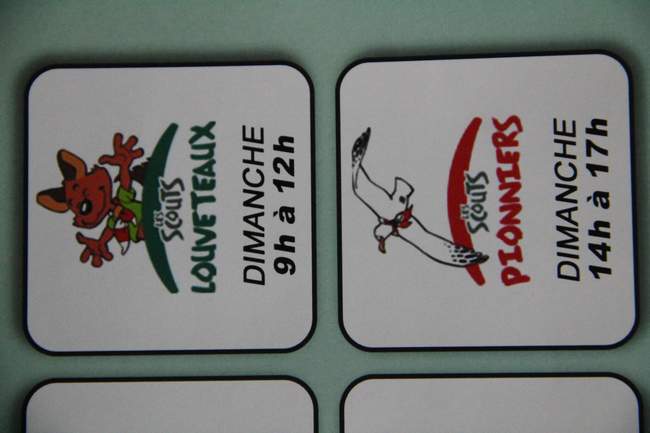 LES
SCOUTS
LOUVETEAUX
DIMANCHE
9h à 12h
LES
SCOUTS
PIONNIERS
DIMANCHE
14h à 17h